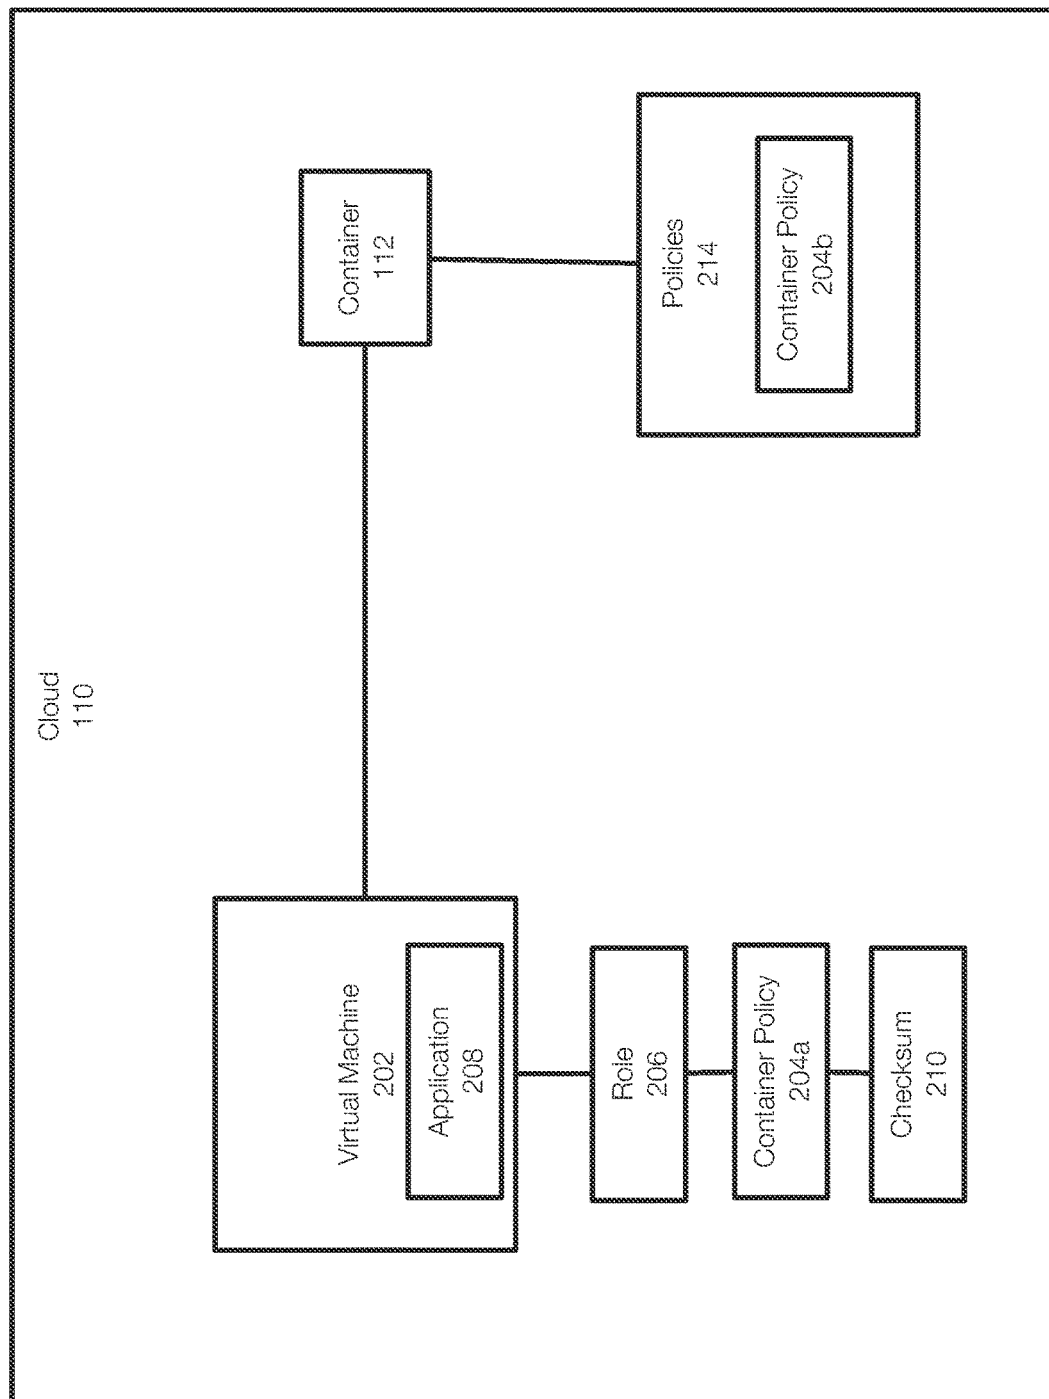 Cloud
110
Virtual Machine
202
Application
208
Role
206
Container Policy
204a
Checksum
210
Container
112
Policies
214
Container Policy
204b